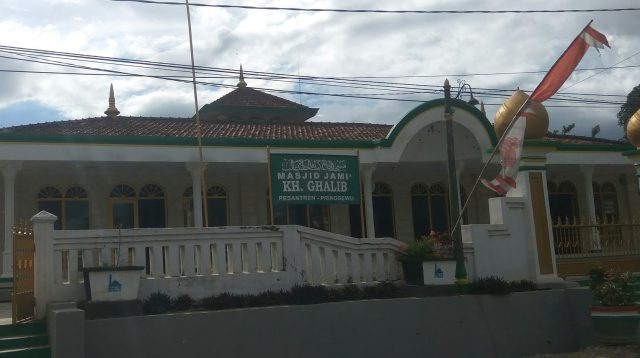 MASJID JAMI'
KH. GHALIB
PESANTREN - PRINGSEWU